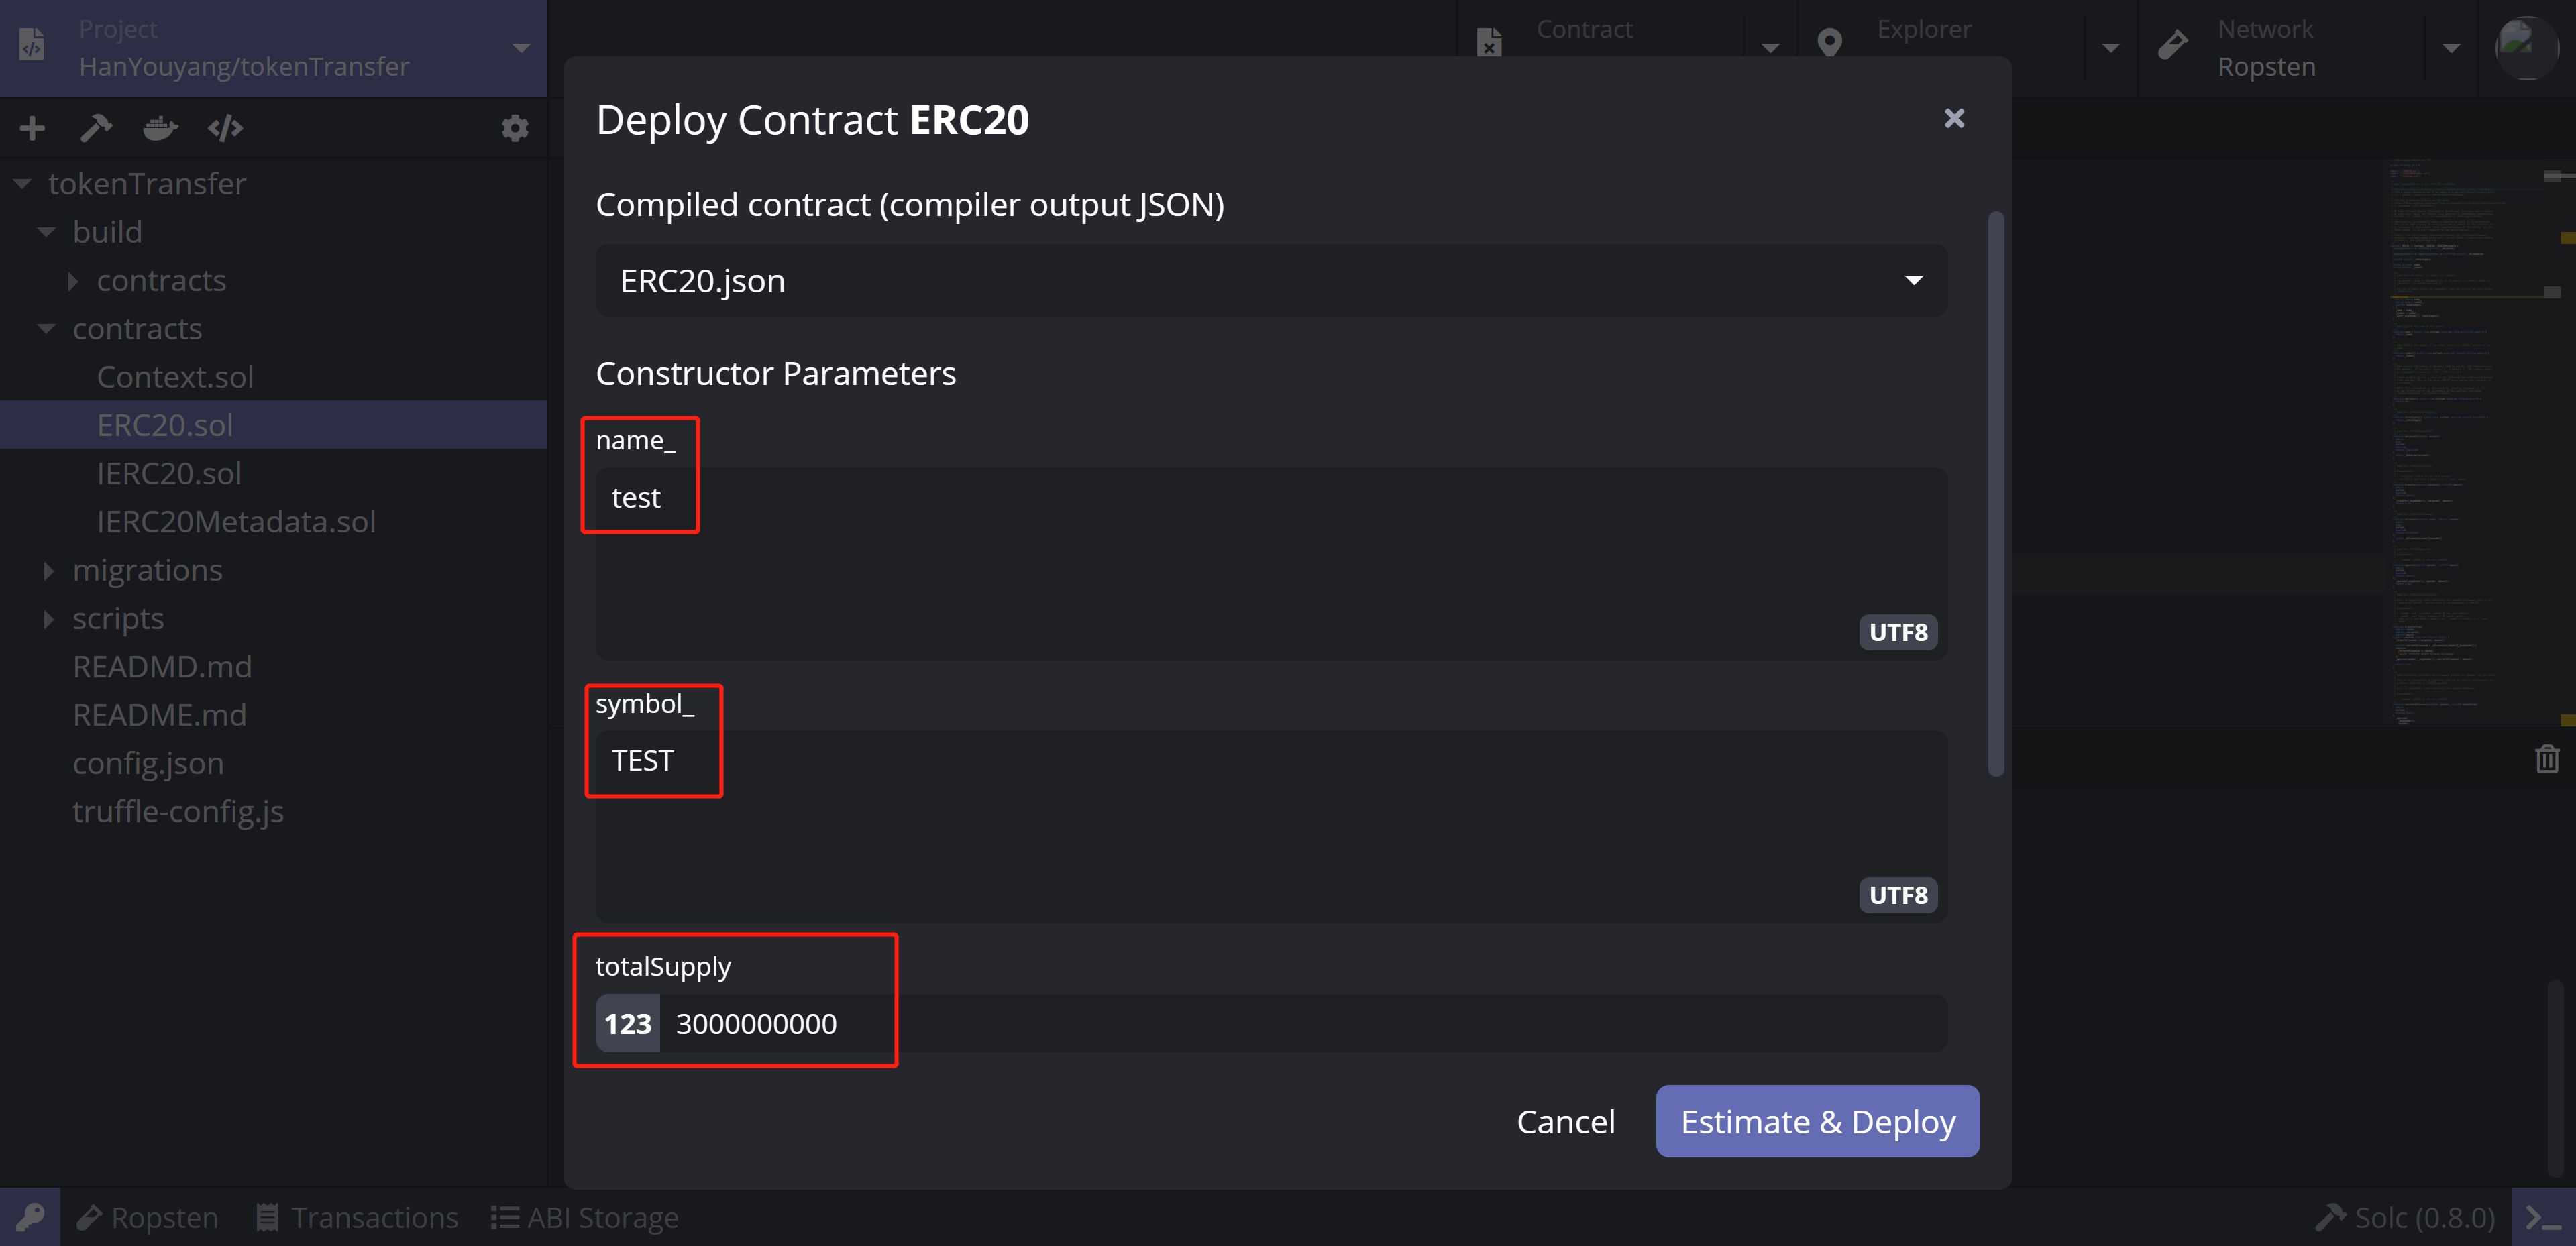 Project
HanYouyang/tokenTransfer
Contract
Explorer
Network
Ropsten
tokenTransfer
build
contracts
contracts
Context.sol
ERC20.sol
IERC20.sol
IERC20Metadata.sol
migrations
scripts
READMD.md
README.md
config.json
truffle-config.js
Deploy Contract ERC20
Compiled contract (compiler output JSON)
ERC20.json
Constructor Parameters
name_
test
UTF8
symbol_
TEST
UTF8
totalSupply
123 3000000000
Cancel
Estimate & Deploy
Ropsten
Transactions
ABI Storage
Solc (0.8.0)